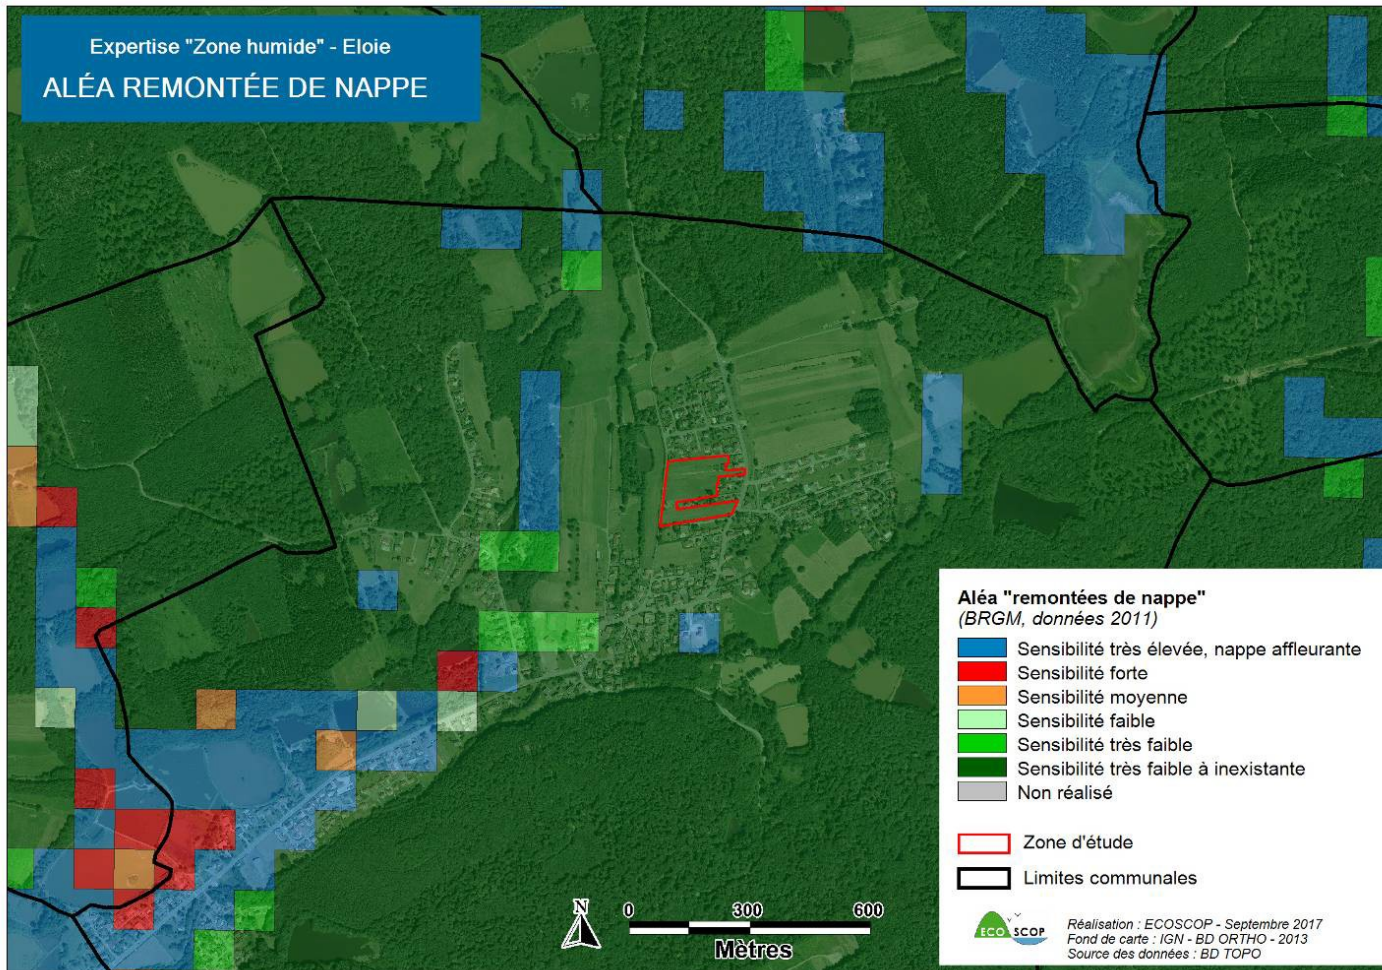 Expertise "Zone humide" - Eloie
ALÉA REMONTÉE DE NAPPE
Aléa "remontées de nappe"
(BRGM, données 2011)
Sensibilité très élevée, nappe affleurante
Sensibilité forte
Sensibilité moyenne
Sensibilité faible
Sensibilité très faible
Sensibilité très faible à inexistante
Non réalisé
Zone d'étude
Limites communales
N
0 300 600
Mètres
ECO SCOP
Réalisation : ECOSCOP - Septembre 2017
Fond de carte : IGN - BD ORTHO - 2013
Source des données : BD TOPO